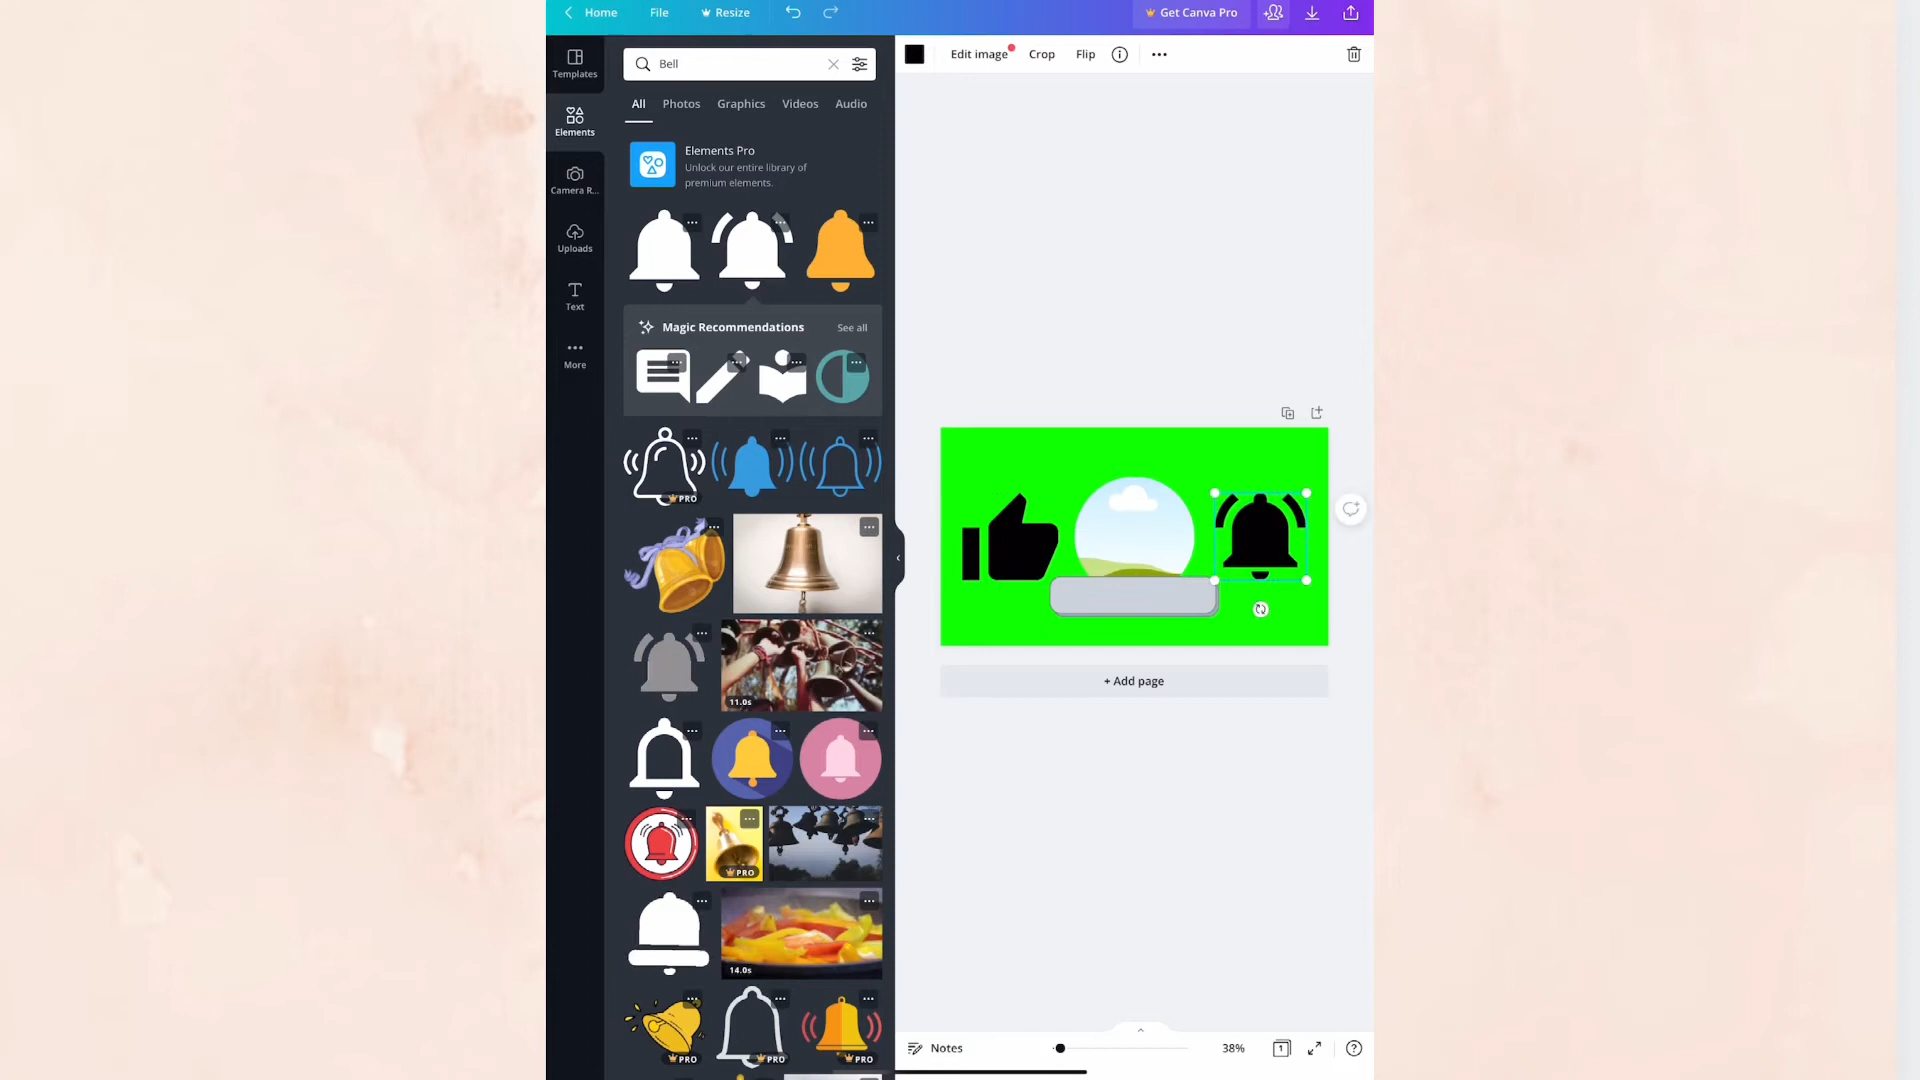 Home
File
Resize
Get Canva Pro
Templates
Elements
Camera R...
Uploads
Text
More
Bell
All
Photos
Graphics
Videos
Audio
Elements Pro
Unlock our entire library of
premium elements.
Magic Recommendations
See all
PRO
11.0s
PRO
14.0s
PRO
PRO
PRO
Edit image
Crop
Flip
+ Add page
Notes
38%
1